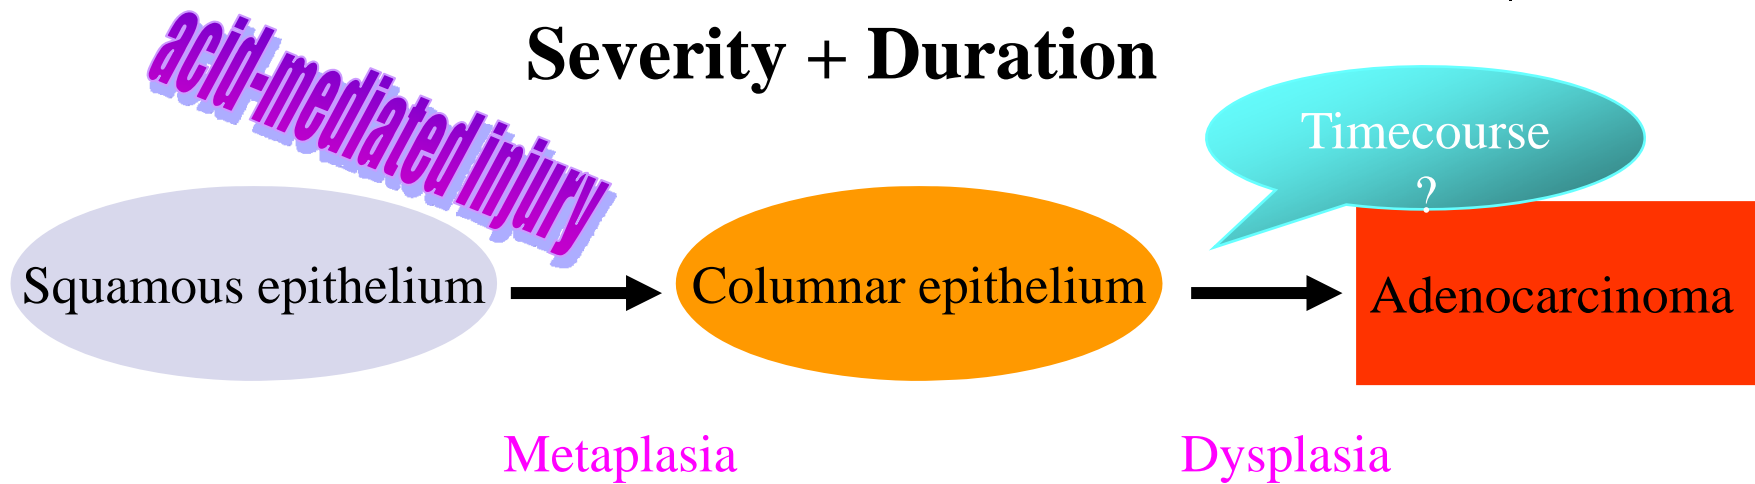 Severity + Duration
acid-mediated injury
Timecourse
?
Squamous epithelium
Columnar epithelium
Adenocarcinoma
Metaplasia
Dysplasia